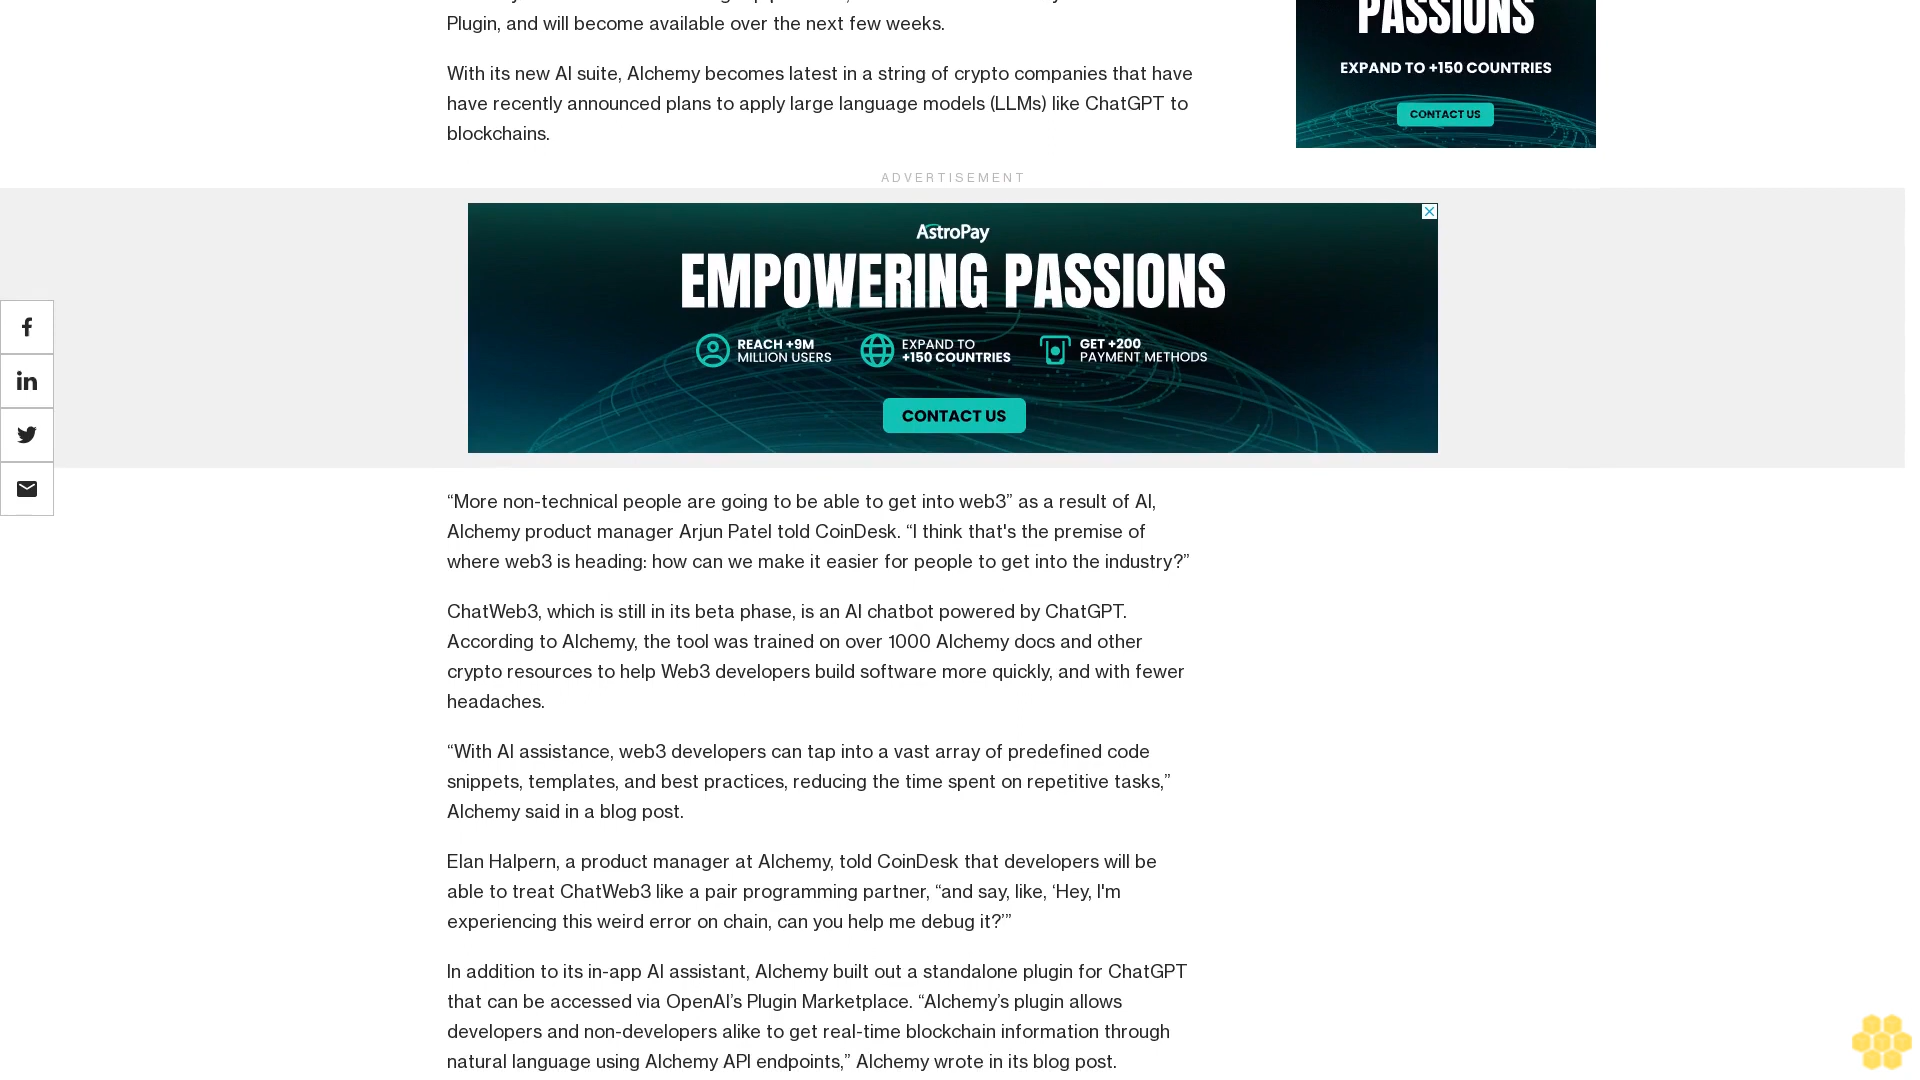 Plugin, and will become available over the next few weeks.
With its new AI suite, Alchemy becomes latest in a string of crypto companies that have
have recently announced plans to apply large language models (LLMs) like ChatGPT to
blockchains.
PASSIONS
EXPAND TO +150 COUNTRIES
CONTACT US
ADVERTISEMENT
AstroPay
EMPOWERING PASSIONS
REACH +9M
MILLION USERS
EXPAND TO
+150 COUNTRIES
GET +200
PAYMENT METHODS
CONTACT US
“More non-technical people are going to be able to get into web3” as a result of AI,
Alchemy product manager Arjun Patel told CoinDesk. “I think that's the premise of
where web3 is heading: how can we make it easier for people to get into the industry?”
ChatWeb3, which is still in its beta phase, is an AI chatbot powered by ChatGPT.
According to Alchemy, the tool was trained on over 1000 Alchemy docs and other
crypto resources to help Web3 developers build software more quickly, and with fewer
headaches.
“With AI assistance, web3 developers can tap into a vast array of predefined code
snippets, templates, and best practices, reducing the time spent on repetitive tasks,”
Alchemy said in a blog post.
Elan Halpern, a product manager at Alchemy, told CoinDesk that developers will be
able to treat ChatWeb3 like a pair programming partner, “and say, like, ‘Hey, I'm
experiencing this weird error on chain, can you help me debug it?’”
In addition to its in-app AI assistant, Alchemy built out a standalone plugin for ChatGPT
that can be accessed via OpenAI’s Plugin Marketplace. “Alchemy’s plugin allows
developers and non-developers alike to get real-time blockchain information through
natural language using Alchemy API endpoints,” Alchemy wrote in its blog post.